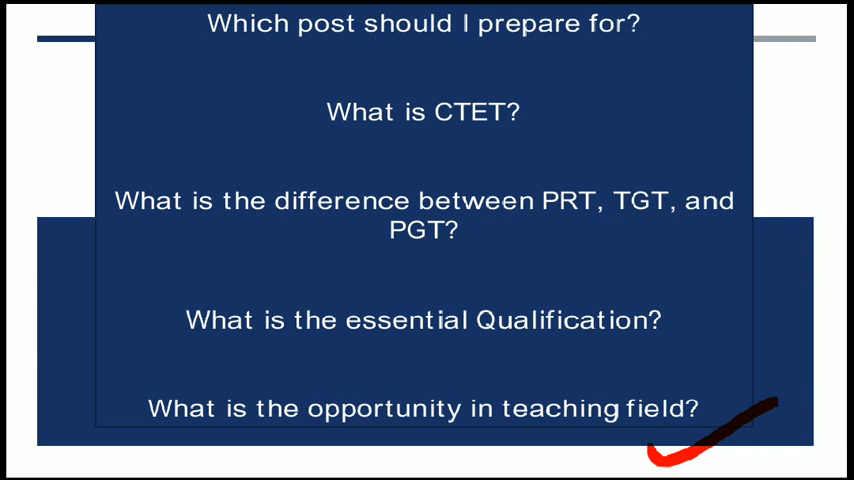 Which post should I prepare for?
What is CTET?
What is the difference between PRT, TGT, and
PGT?
What is the essential Qualification?
What is the opportunity in teaching field?